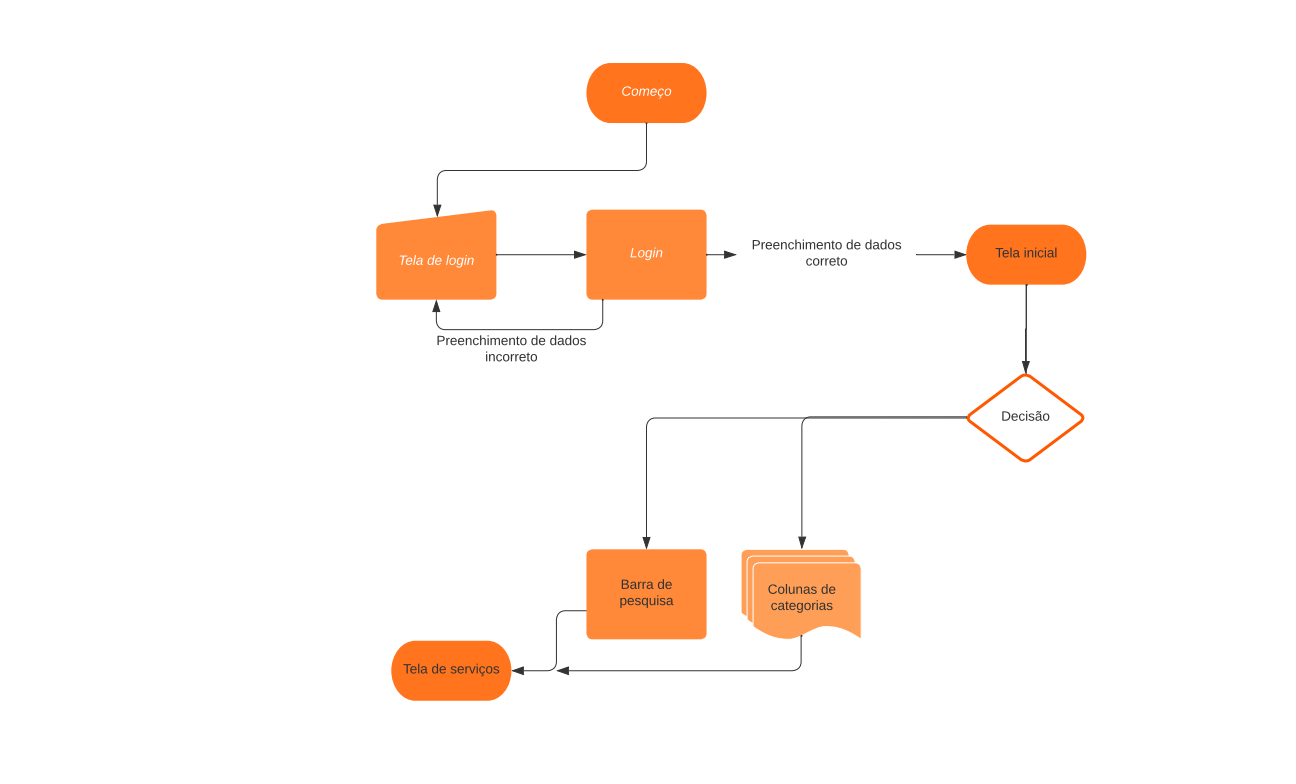 Começo
Tela de login
Login
Preenchimento de dados
correto
Tela inicial
Preenchimento de dados
incorreto
Decisão
Barra de
pesquisa
Colunas de
categorias
Tela de serviços